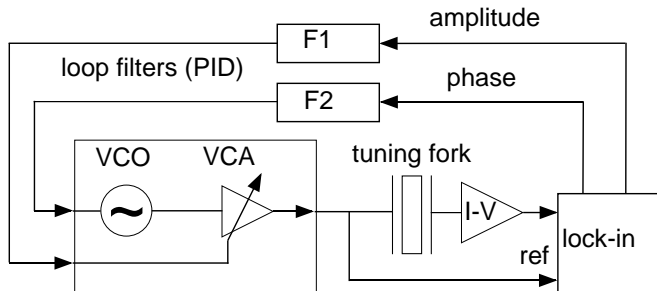 amplitude
F1
loop filters (PID)
F2
phase
VCO
VCA
tuning fork
~
I-V
lock-in
ref